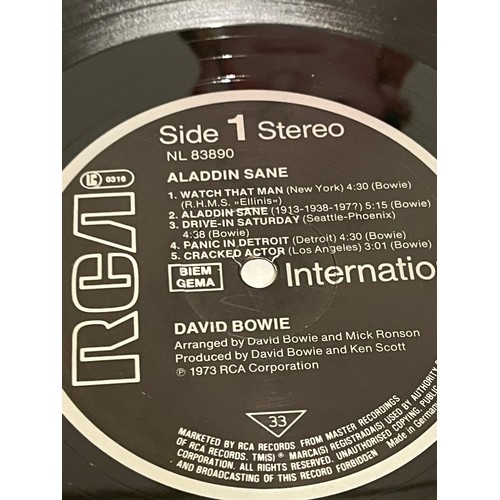 RCA
Side 1 Stereo
NL 83890
LC 0316
ALADDIN SANE
1. WATCH THAT MAN (New York) 4:30 (Bowie)
(R.H.M.S. »Ellinis«)
2. ALADDIN SANE (1913-1938-197?) 5:15 (Bowie)
3. DRIVE-IN SATURDAY (Seattle-Phoenix)
4:38 (Bowie)
4. PANIC IN DETROIT (Detroit) 4:30 (Bowie)
5. CRACKED ACTOR (Los Angeles) 3:01 (Bowie)
BIEM
GEMA
Internatio
DAVID BOWIE
Arranged by David Bowie and Mick Ronson
Produced by David Bowie and Ken Scott
℗ 1973 RCA Corporation
33
MARKETED BY RCA RECORDS FROM MASTER RECORDINGS
OF RCA RECORDS. TM(S)® MARCA(S) REGISTRADA(S) USED BY AUTHORITY
CORPORATION. ALL RIGHTS RESERVED. UNAUTHORISED COPYING, PUBLIC
AND BROADCASTING OF THIS RECORD FORBIDDEN Made in German